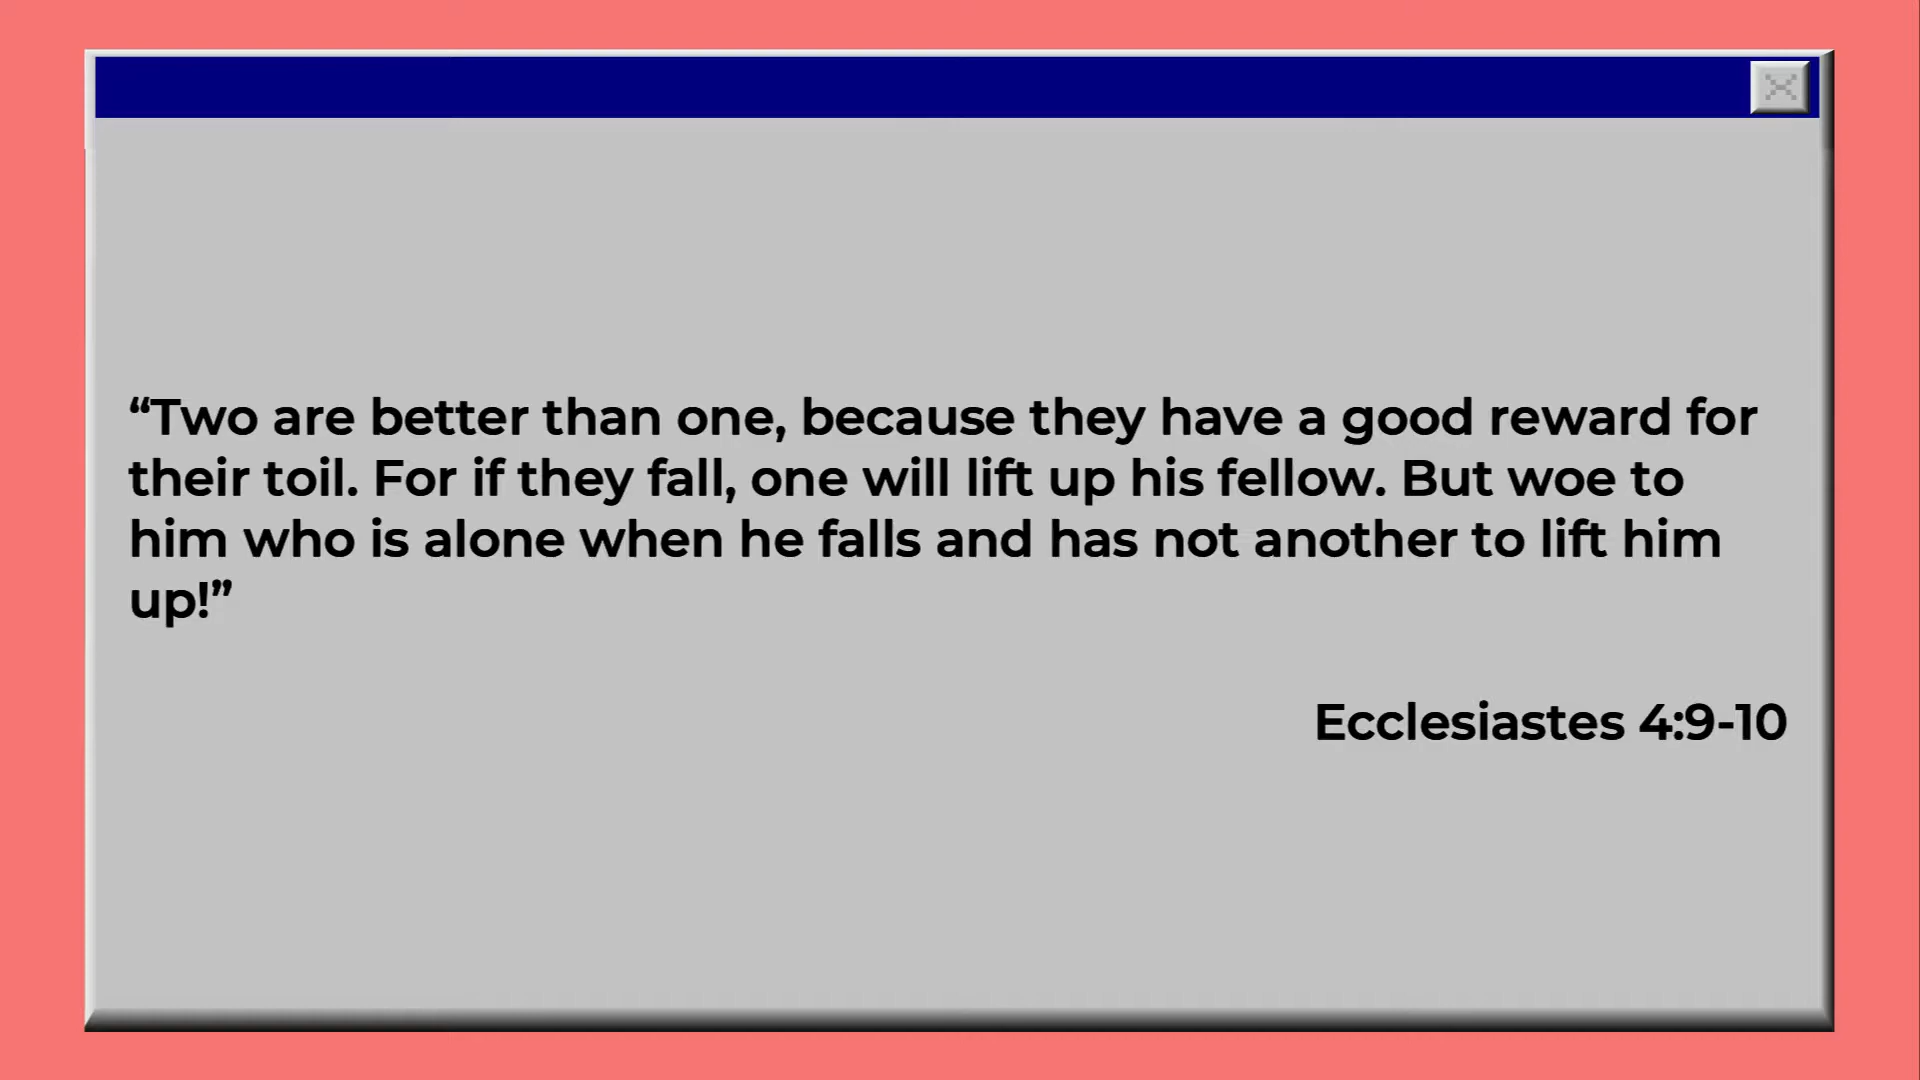 “Two are better than one, because they have a good reward for
their toil. For if they fall, one will lift up his fellow. But woe to
him who is alone when he falls and has not another to lift him
up!”
Ecclesiastes 4:9-10